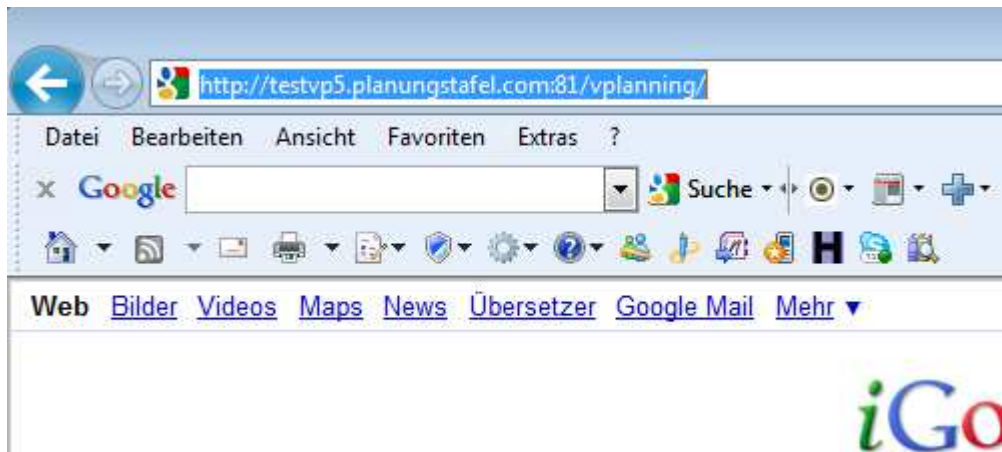 http://testvp5.planungstafel.com:81/vplanning/
Datei Bearbeiten Ansicht Favoriten Extras ?
x Google Suche
Web Bilder Videos Maps News Übersetzer Google Mail Mehr ▼
iGo